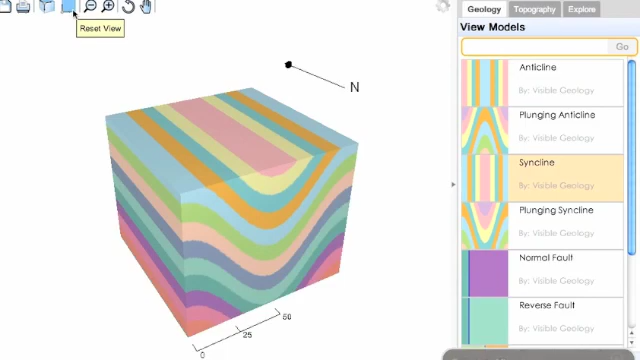 Geology
Topography
Explore
Reset View
View Models
Go
N
Anticline
By: Visible Geology
Plunging Anticline
By: Visible Geology
Syncline
By: Visible Geology
Plunging Syncline
By: Visible Geology
Normal Fault
By: Visible Geology
Reverse Fault
By: Visible Geology
0
25
50